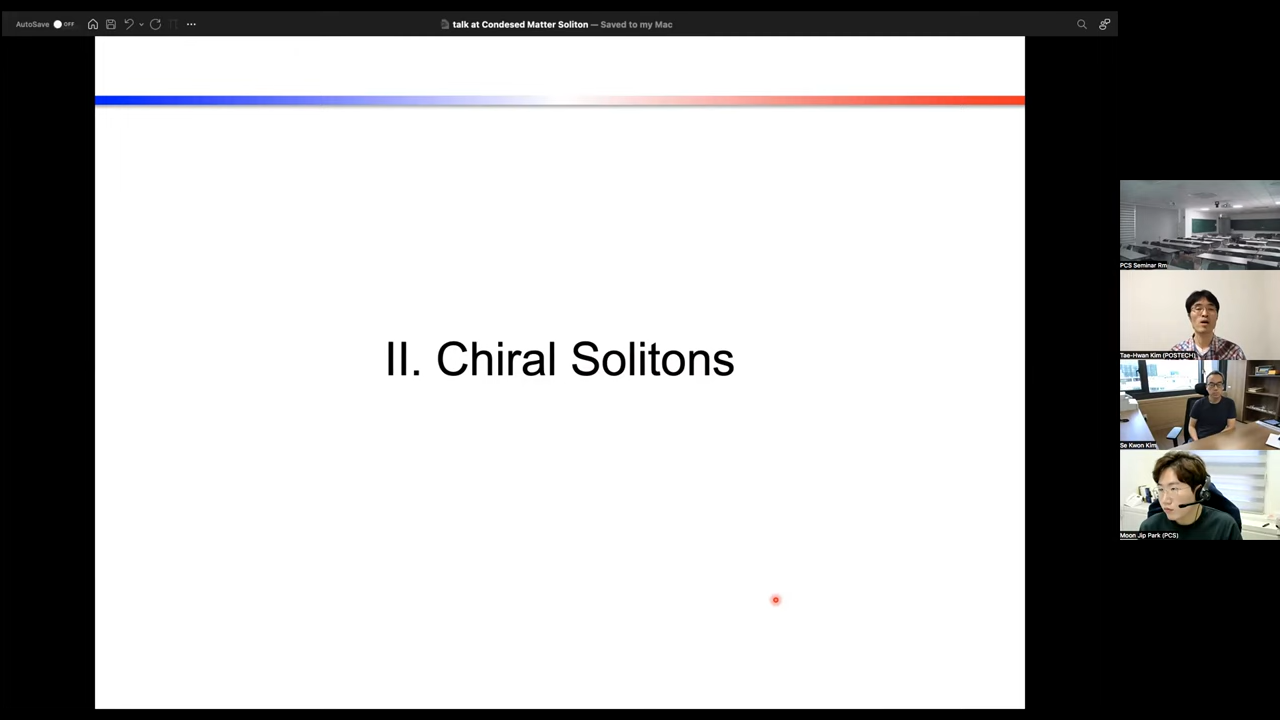 AutoSave OFF
talk at Condesed Matter Soliton — Saved to my Mac
II. Chiral Solitons
PCS Seminar Rm
Tae-Hwan Kim (POSTECH)
Se Kwon Kim
Moon Jip Park (PCS)